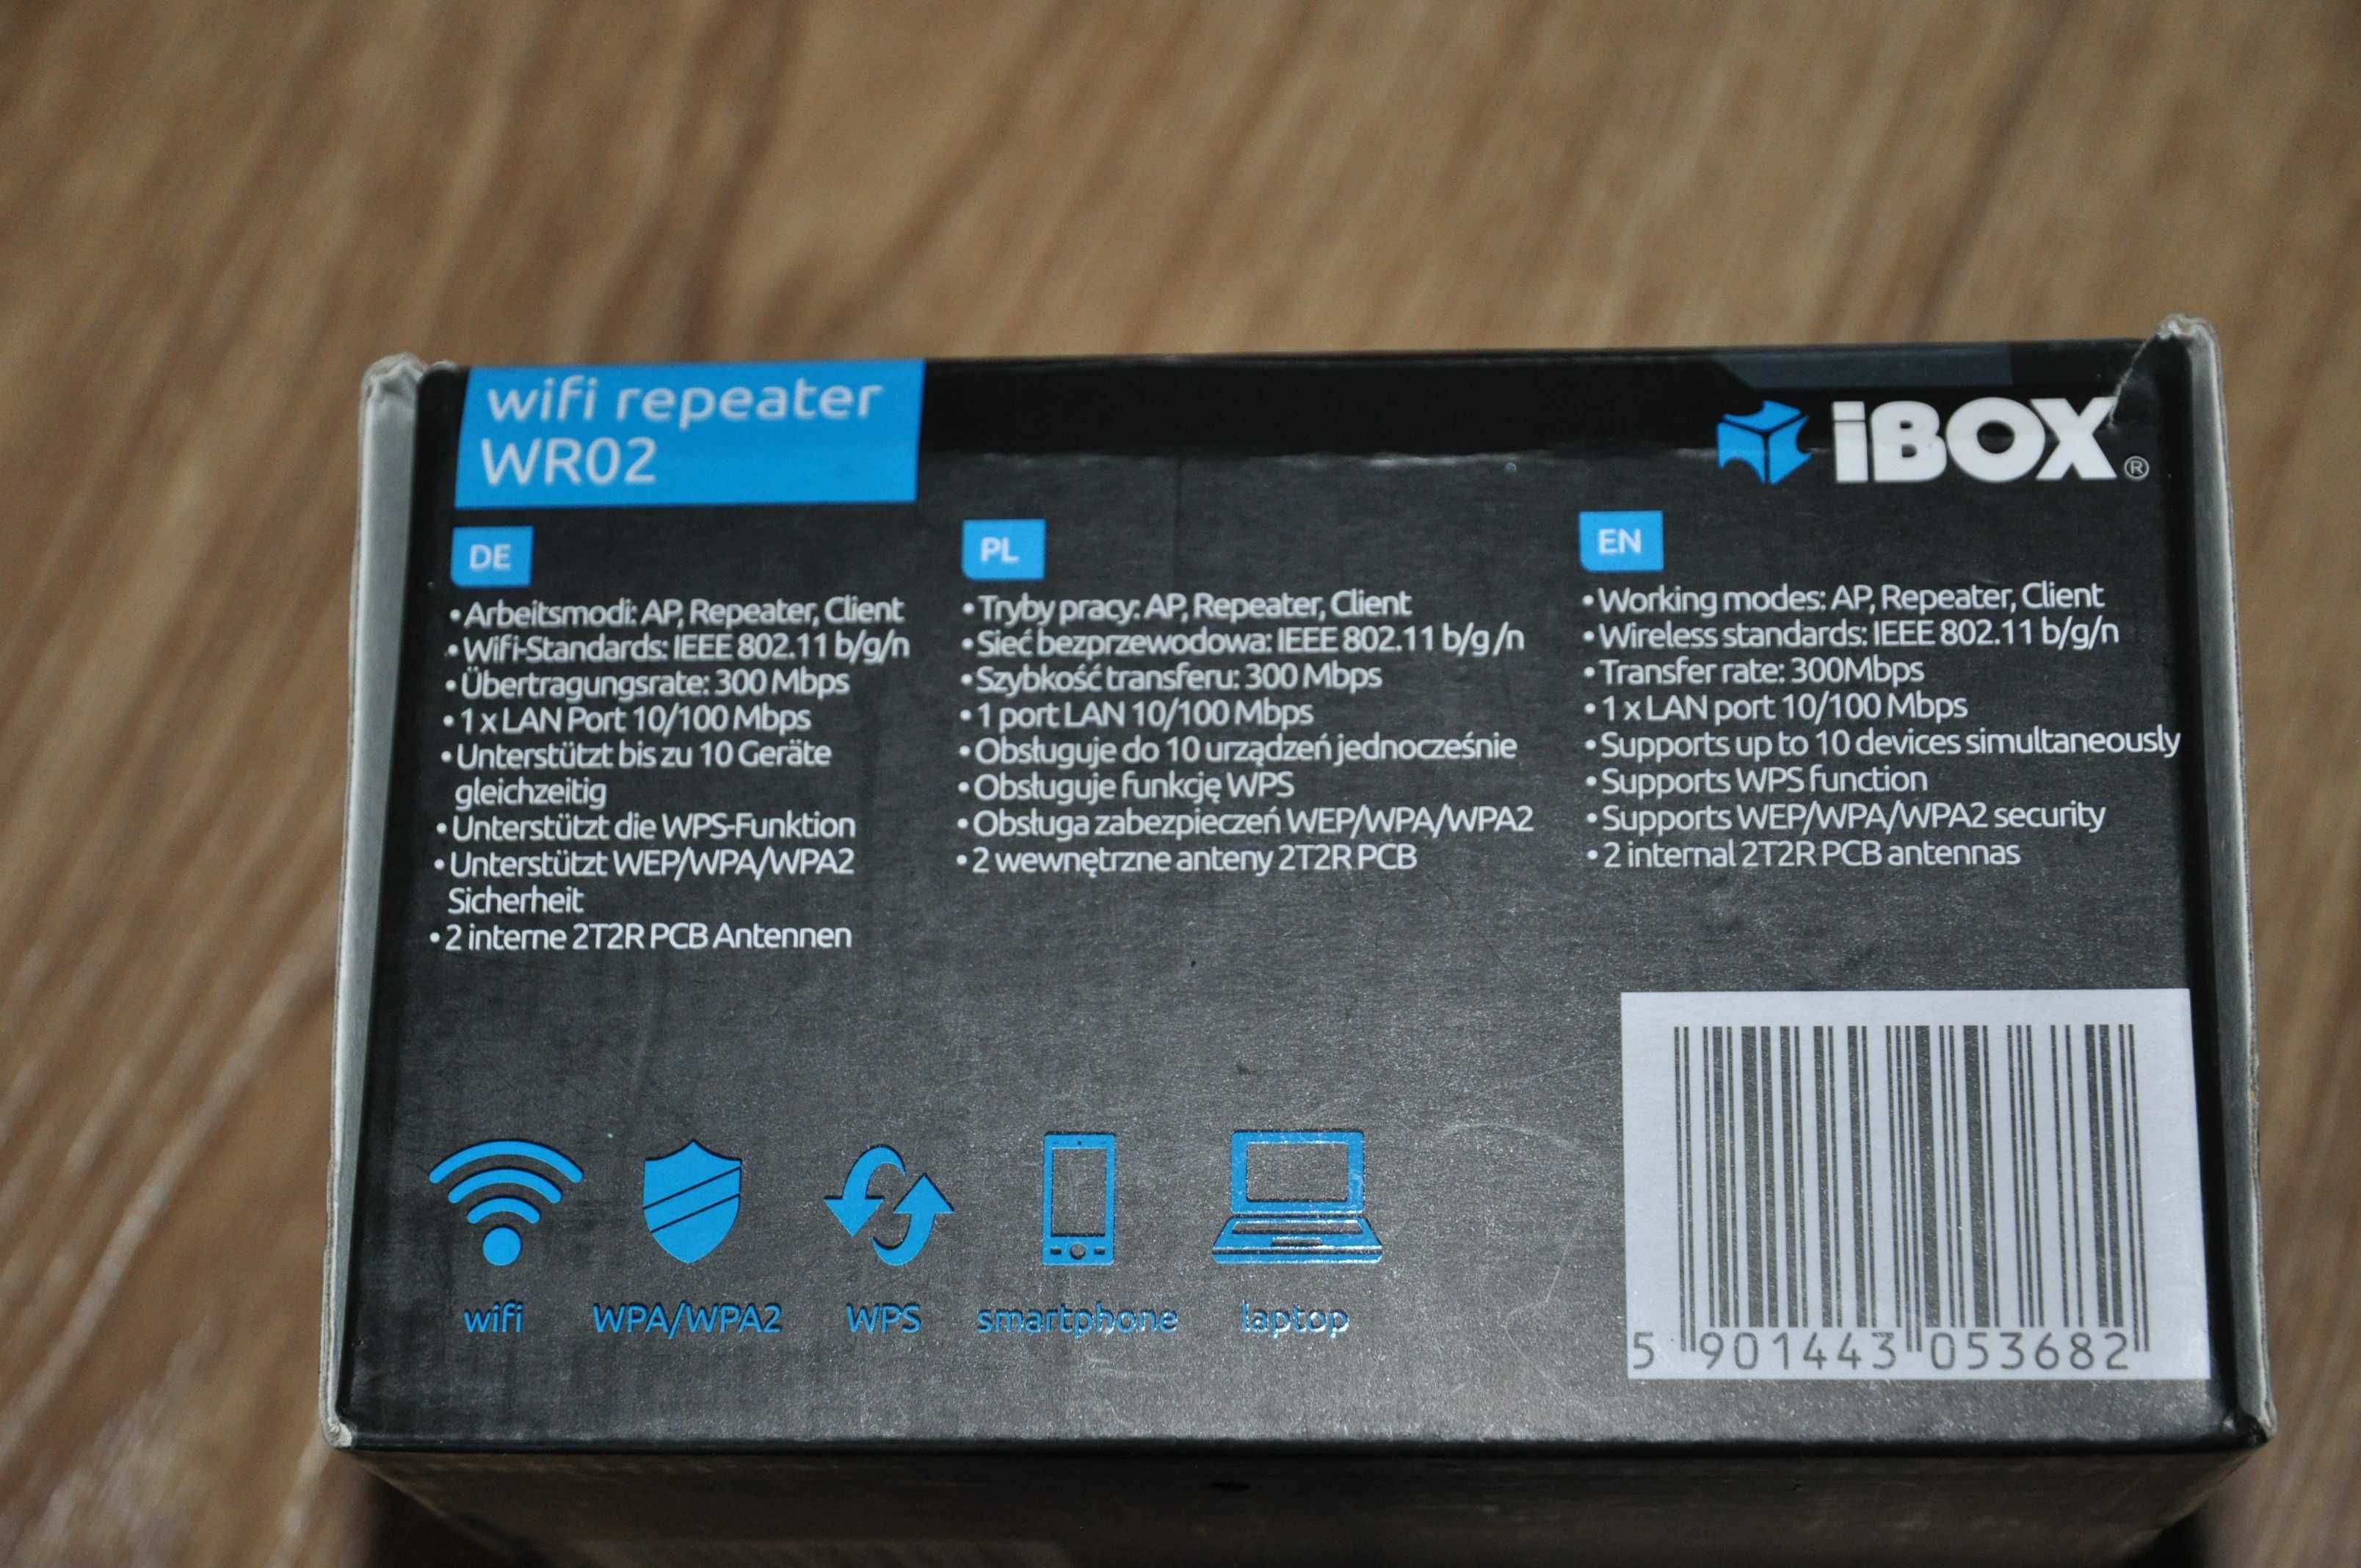 wifi repeater
WR02
iBOX®
DE
•Arbeitsmodi: AP, Repeater, Client
•Wifi-Standards: IEEE 802.11 b/g/n
•Übertragungsrate: 300 Mbps
•1 x LAN Port 10/100 Mbps
•Unterstützt bis zu 10 Geräte
gleichzeitig
•Unterstützt die WPS-Funktion
•Unterstützt WEP/WPA/WPA2
Sicherheit
•2 interne 2T2R PCB Antennen
PL
•Tryby pracy: AP, Repeater, Client
•Sieć bezprzewodowa: IEEE 802.11 b/g/n
•Szybkość transferu: 300 Mbps
•1 port LAN 10/100 Mbps
•Obsługuje do 10 urządzeń jednocześnie
•Obsługuje funkcję WPS
•Obsługa zabezpieczeń WEP/WPA/WPA2
•2 wewnętrzne anteny 2T2R PCB
EN
•Working modes: AP, Repeater, Client
•Wireless standards: IEEE 802.11 b/g/n
•Transfer rate: 300Mbps
•1 x LAN port 10/100 Mbps
•Supports up to 10 devices simultaneously
•Supports WPS function
•Supports WEP/WPA/WPA2 security
•2 internal 2T2R PCB antennas
wifi WPA/WPA2 WPS smartphone laptop
5 901443 053682